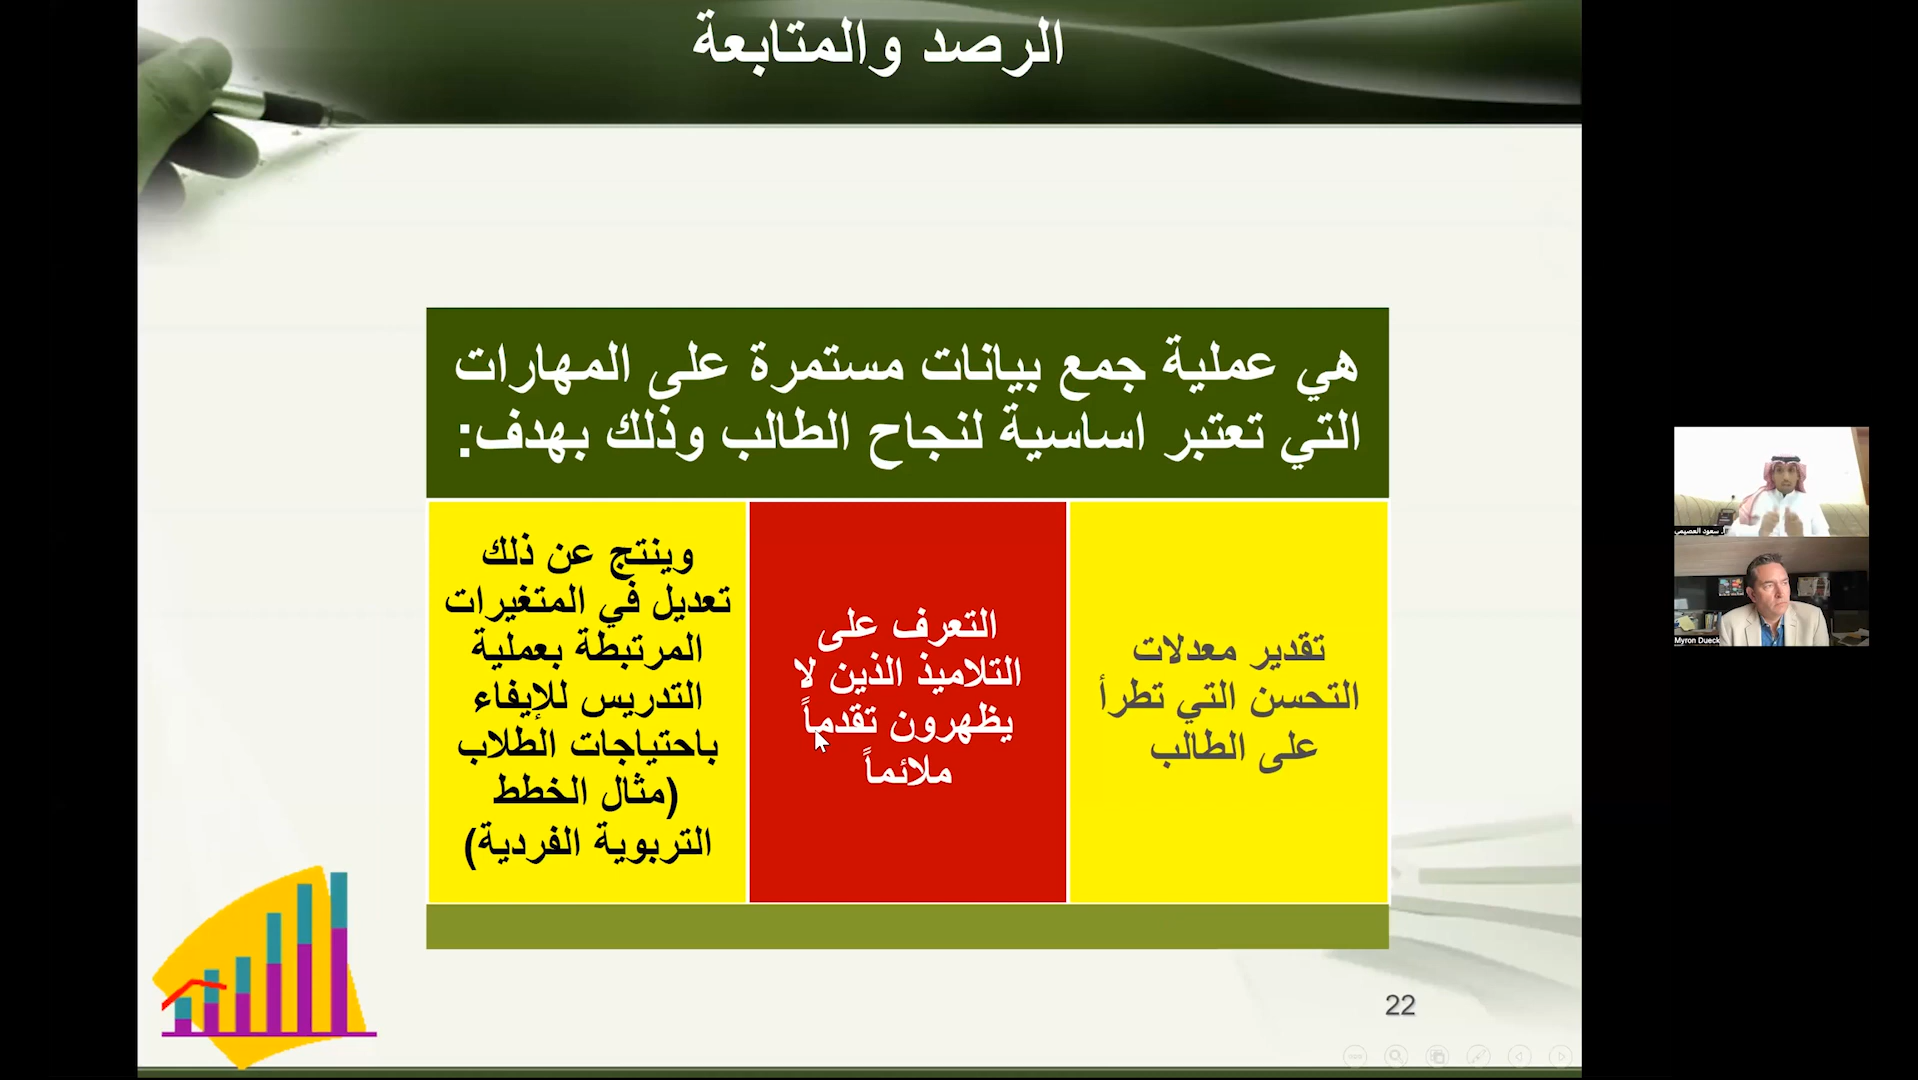 الرصد والمتابعة
هي عملية جمع بيانات مستمرة على المهارات
التي تعتبر اساسية لنجاح الطالب وذلك بهدف:
تقدير معدلات
التحسن التي تطرأ
على الطالب
التعرف على
التلاميذ الذين لا
يظهرون تقدماً
ملائماً
وينتج عن ذلك
تعديل في المتغيرات
المرتبطة بعملية
التدريس للإيفاء
باحتياجات الطلاب
(مثال الخطط
التربوية الفردية)
22
سعود العصيمي
Myron Dueck